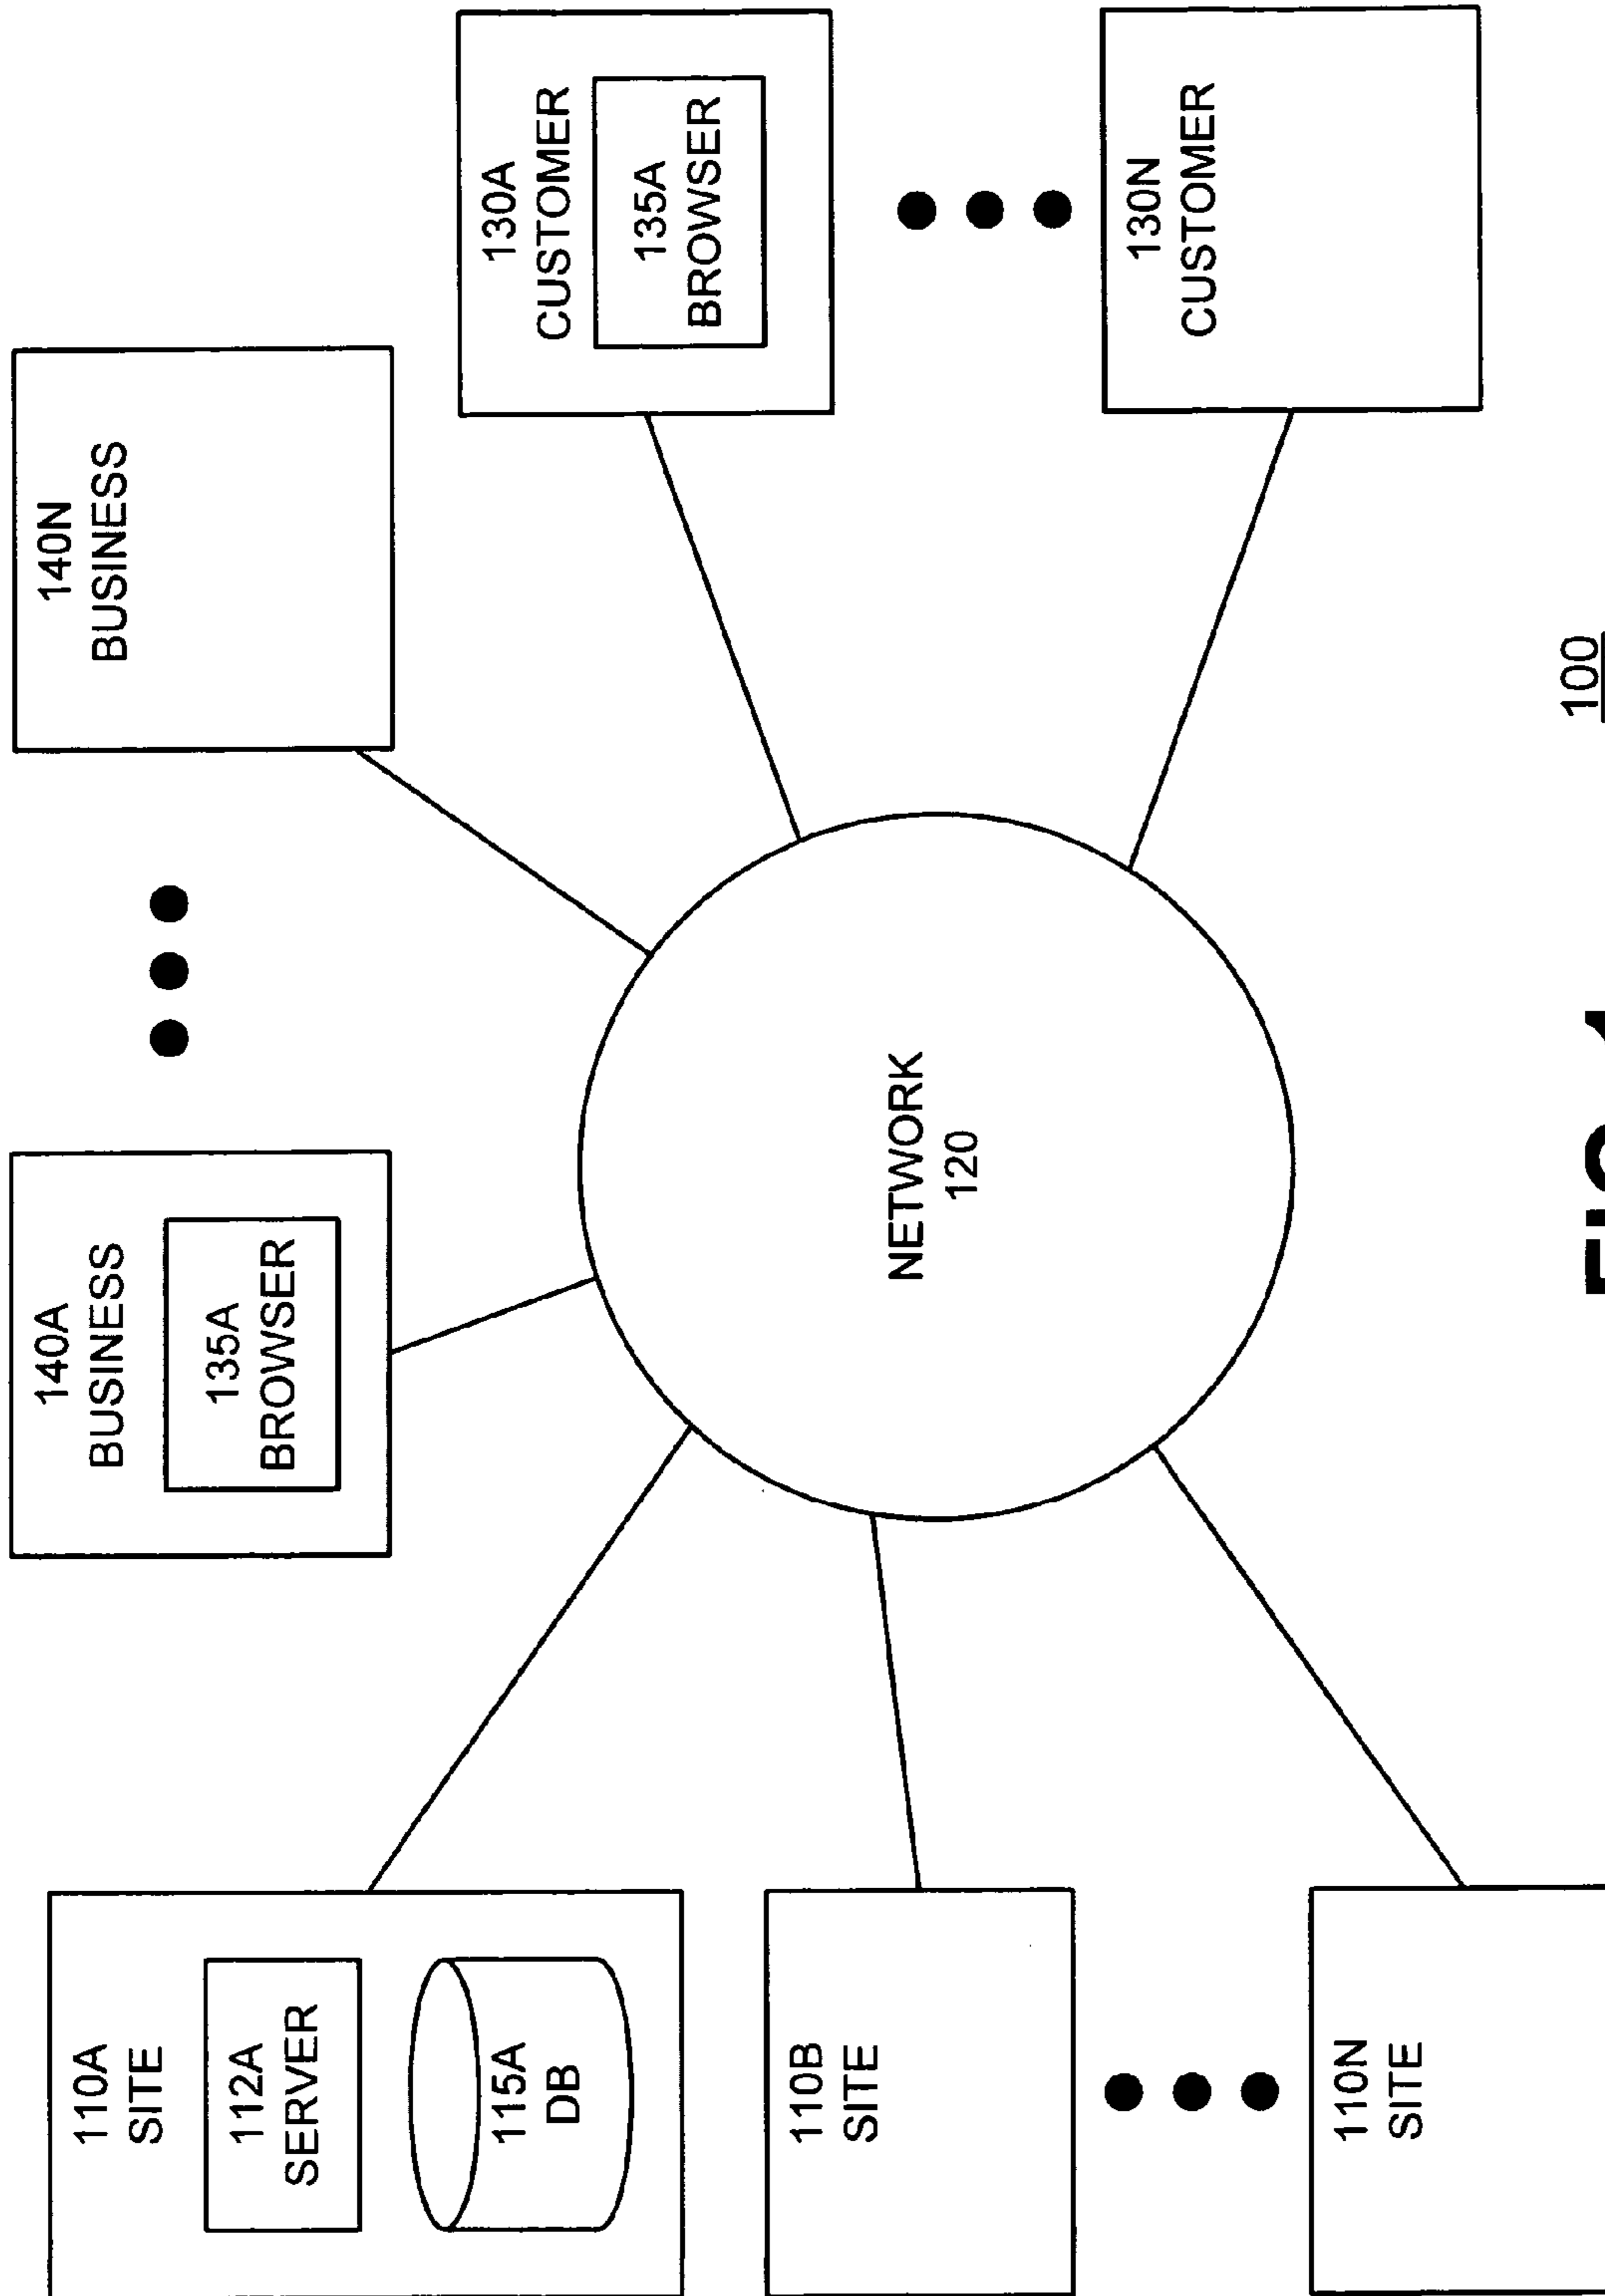 140A
BUSINESS
135A
BROWSER
140N
BUSINESS
110A
SITE
112A
SERVER
115A
DB
130A
CUSTOMER
135A
BROWSER
110B
SITE
NETWORK
120
110N
SITE
130N
CUSTOMER
100